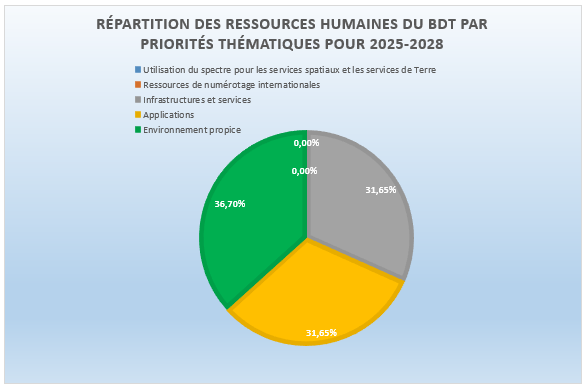 RÉPARTITION DES RESSOURCES HUMAINES DU BDT PAR
PRIORITÉS THÉMATIQUES POUR 2025-2028
Utilisation du spectre pour les services spatiaux et les services de Terre
Ressources de numérotage internationales
Infrastructures et services
Applications
Environnement propice
0,00%
0,00%
31,65%
36,70%
31,65%